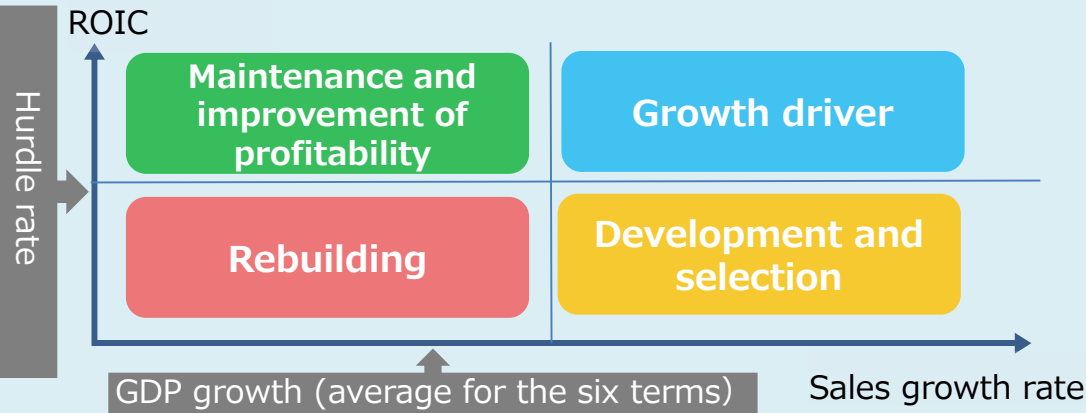 ROIC
Hurdle rate
Maintenance and
improvement of
profitability
Growth driver
Rebuilding
Development and
selection
GDP growth (average for the six terms)
Sales growth rate